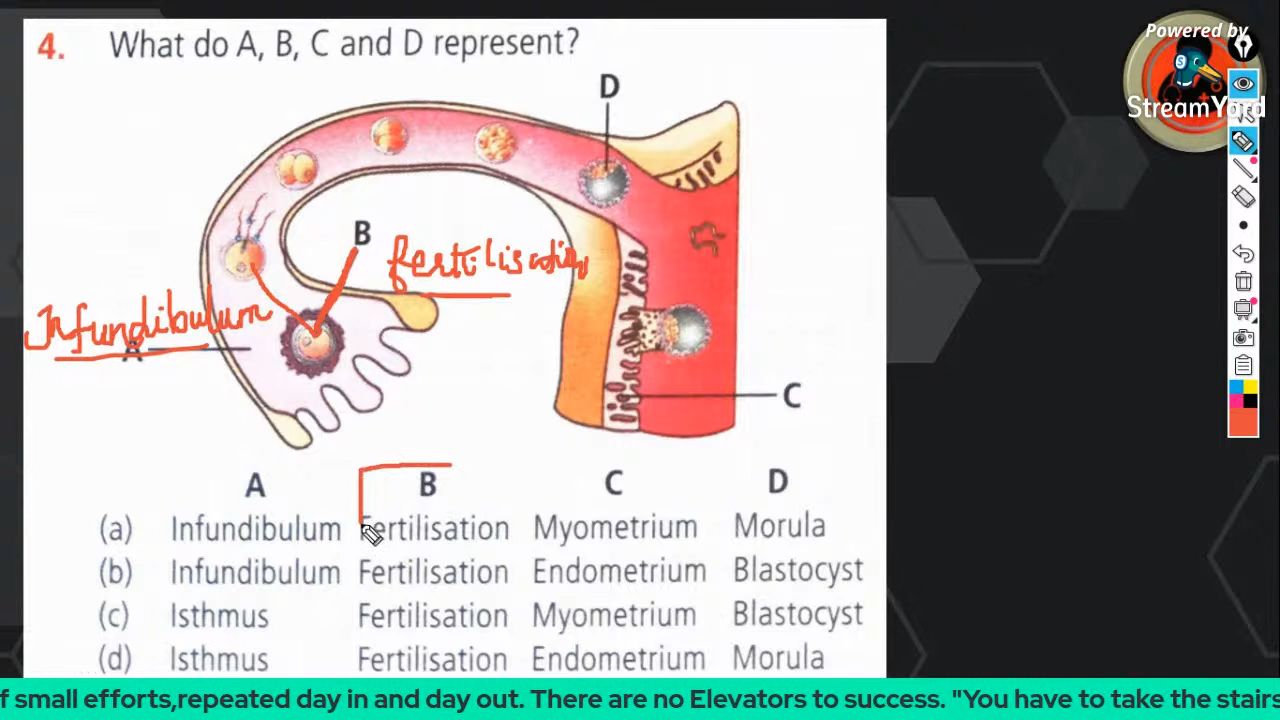 4. What do A, B, C and D represent?
Powered by
StreamYard
D
B
fertilisation
Infundibulum
A
C
A B C D
(a) Infundibulum Fertilisation Myometrium Morula
(b) Infundibulum Fertilisation Endometrium Blastocyst
(c) Isthmus Fertilisation Myometrium Blastocyst
(d) Isthmus Fertilisation Endometrium Morula
f small efforts,repeated day in and day out. There are no Elevators to success. "You have to take the stairs